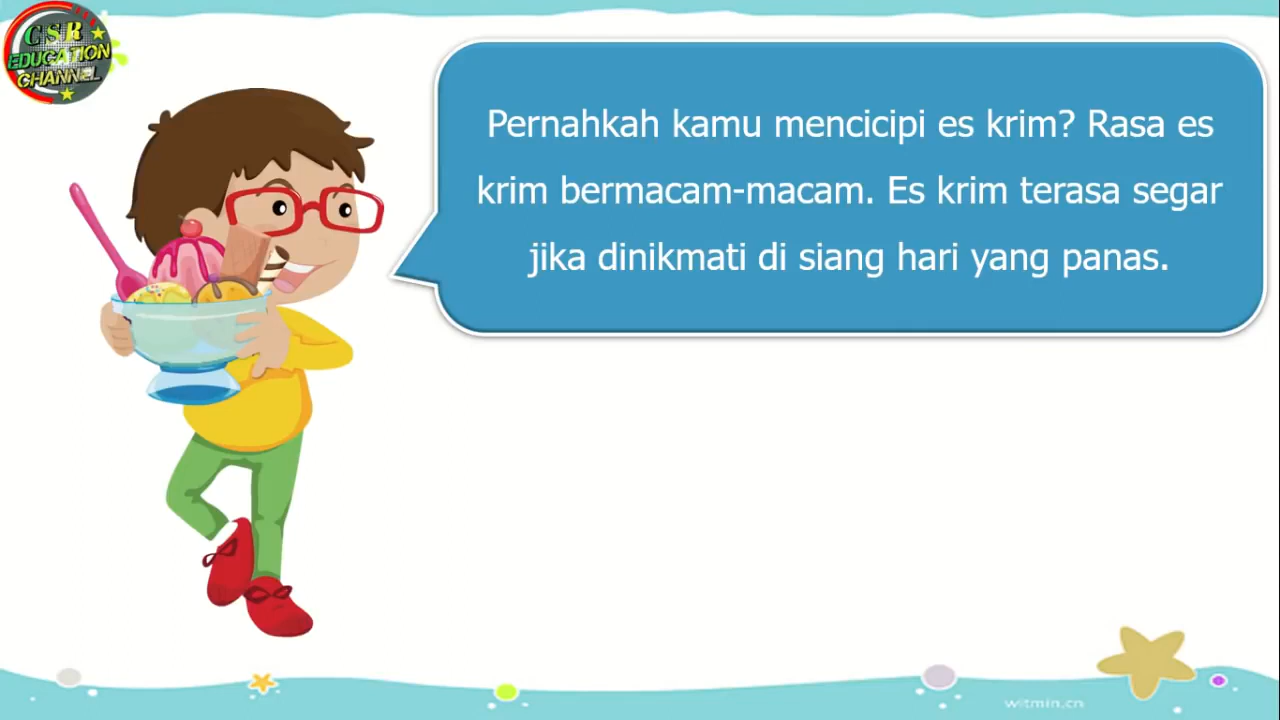 CSR
EDUCATION
CHANNEL
Pernahkah kamu mencicipi es krim? Rasa es
krim bermacam-macam. Es krim terasa segar
jika dinikmati di siang hari yang panas.
witmin.cn